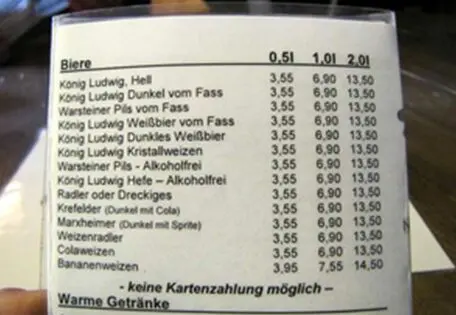 Biere 0,5l 1,0l 2,0l
König Ludwig, Hell 3,55 6,90 13,50
König Ludwig Dunkel vom Fass 3,55 6,90 13,50
Warsteiner Pils vom Fass 3,55 6,90 13,50
König Ludwig Weißbier vom Fass 3,55 6,90 13,50
König Ludwig Dunkles Weißbier 3,55 6,90 13,50
König Ludwig Kristallweizen 3,55 6,90 13,50
Warsteiner Pils - Alkoholfrei 3,55 6,90 13,50
König Ludwig Hefe – Alkoholfrei 3,55 6,90 13,50
Radler oder Dreckiges 3,55 6,90 13,50
Krefelder (Dunkel mit Cola) 3,55 6,90 13,50
Marxheimer (Dunkel mit Sprite) 3,55 6,90 13,50
Weizenradler 3,55 6,90 13,50
Colaweizen 3,55 6,90 13,50
Bananenweizen 3,95 7,55 14,50
- keine Kartenzahlung möglich –
Warme Getränke